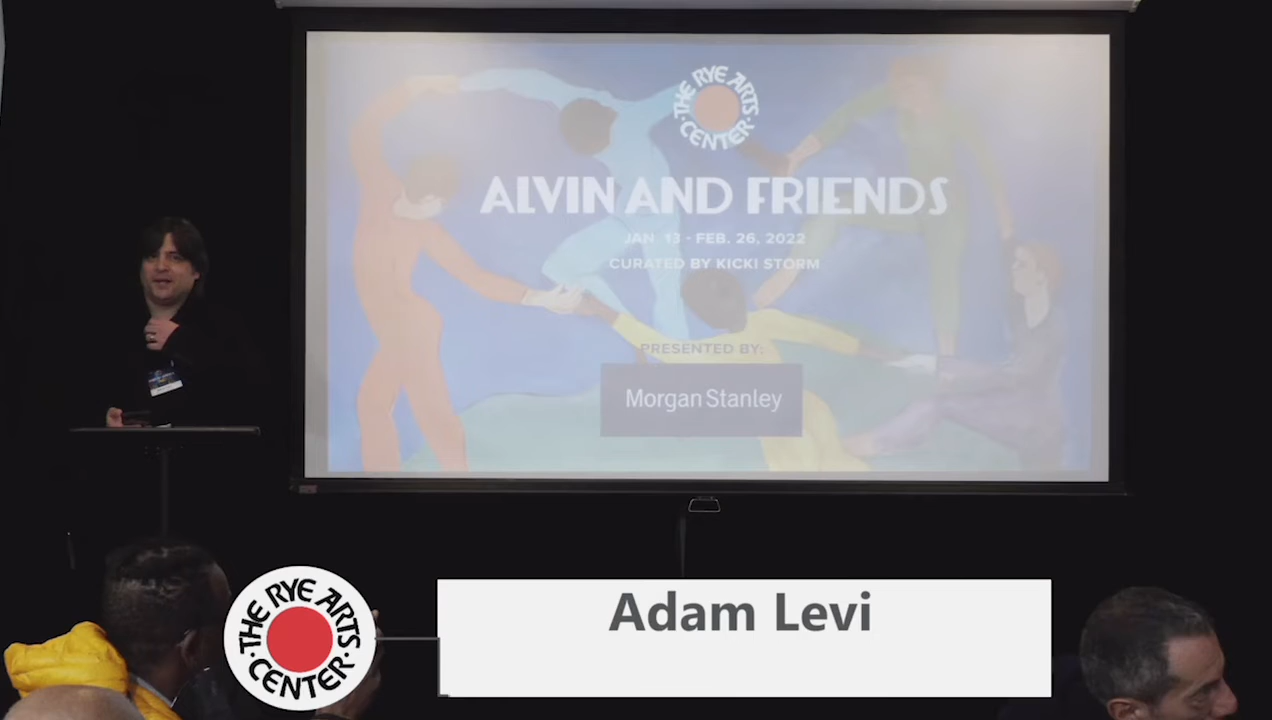 THE RYE ARTS
· CENTER ·
ALVIN AND FRIENDS
JAN. 13 - FEB. 26, 2022
CURATED BY KICKI STORM
PRESENTED BY:
Morgan Stanley
THE RYE ARTS
· CENTER ·
Adam Levi